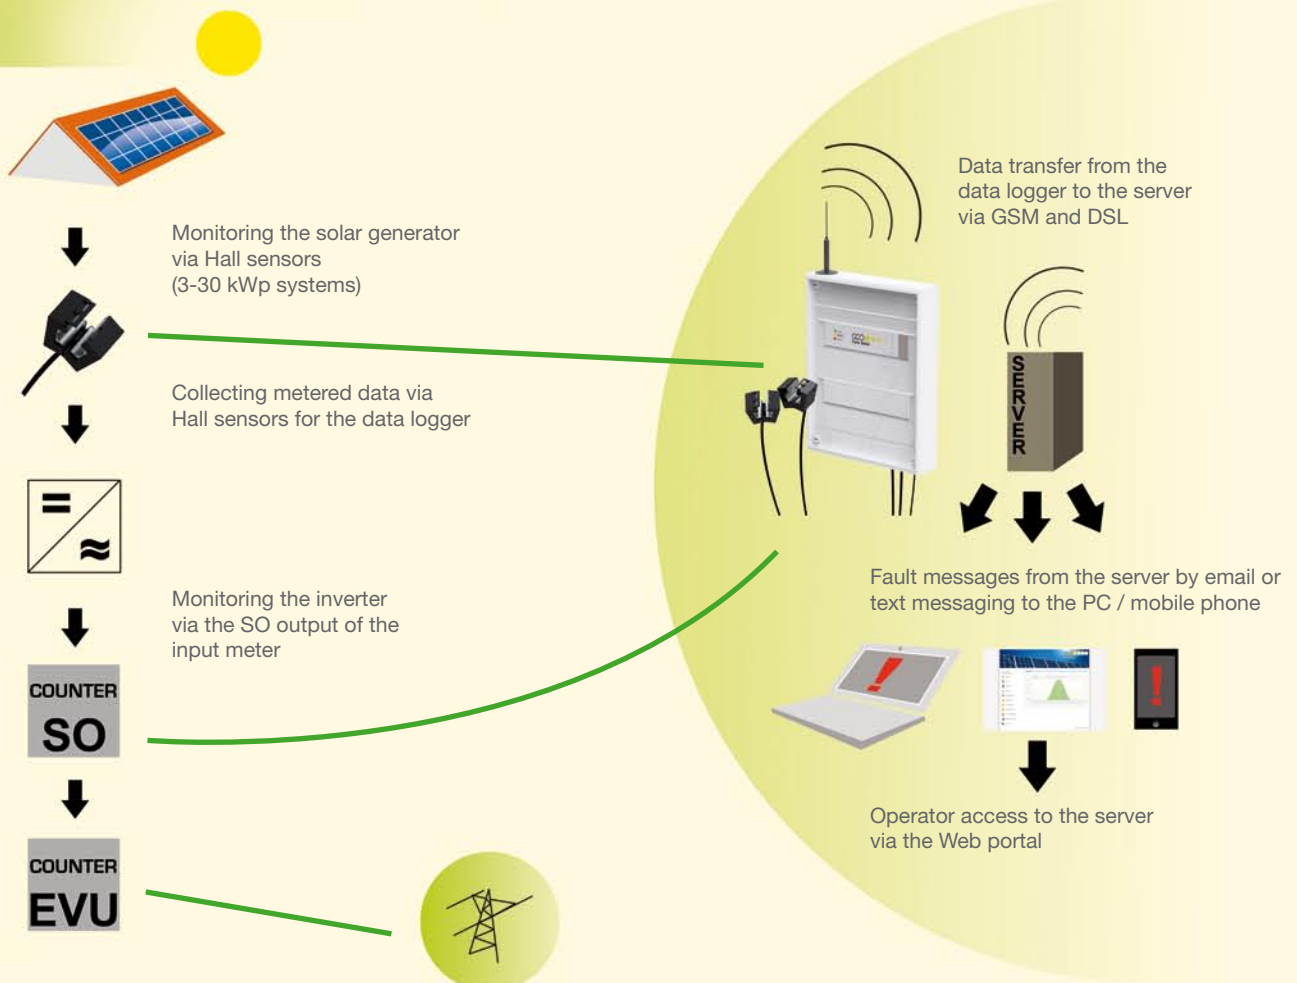 Monitoring the solar generator
via Hall sensors
(3-30 kWp systems)
Collecting metered data via
Hall sensors for the data logger
Monitoring the inverter
via the SO output of the
input meter
COUNTER
SO
COUNTER
EVU
Data transfer from the
data logger to the server
via GSM and DSL
SERVER
Fault messages from the server by email or
text messaging to the PC / mobile phone
Operator access to the server
via the Web portal